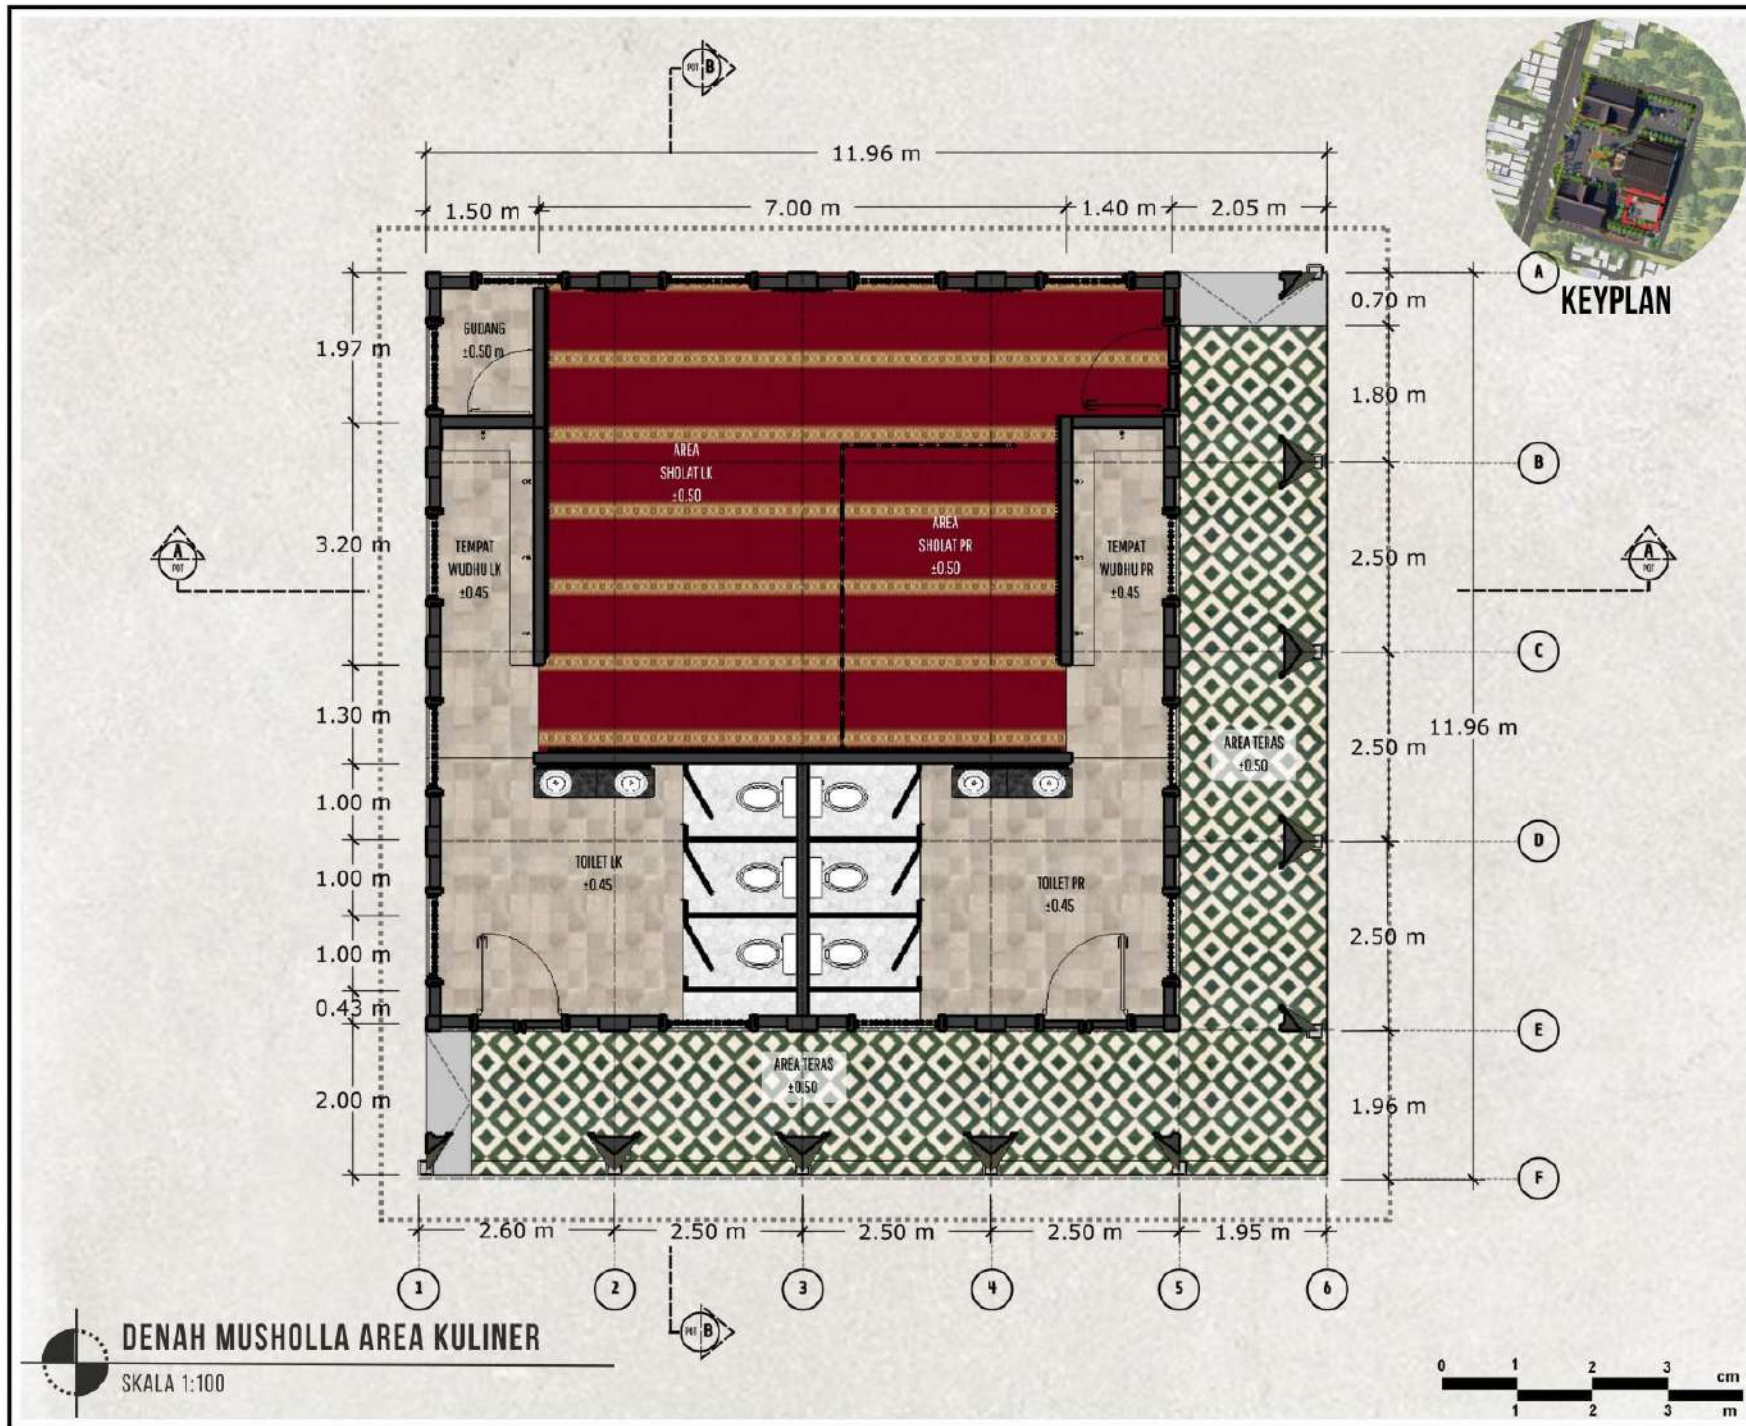 POT B
11.96 m
1.50 m
7.00 m
1.40 m
2.05 m
KEYPLAN
A
0.70 m
GUDANG
±0.50 m
1.97 m
1.80 m
AREA
SHOLAT LK
±0.50
B
AREA
SHOLAT PR
±0.50
3.20 m
TEMPAT
WUDHU LK
±0.45
TEMPAT
WUDHU PR
±0.45
2.50 m
A
POT
A
POT
C
1.30 m
11.96 m
AREA TERAS
±0.50
2.50 m
1.00 m
D
TOILET LK
±0.45
1.00 m
TOILET PR
±0.45
2.50 m
1.00 m
0.43 m
E
AREA TERAS
±0.50
2.00 m
1.96 m
F
2.60 m
2.50 m
2.50 m
2.50 m
1.95 m
1
2
3
4
5
6
POT B
DENAH MUSHOLLA AREA KULINER
SKALA 1:100
0 1 2 3 cm
1 2 3 m